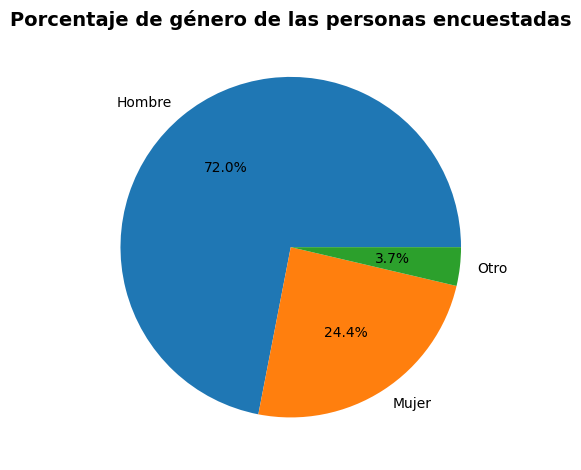 Porcentaje de género de las personas encuestadas
Hombre
72.0%
3.7%
Otro
24.4%
Mujer